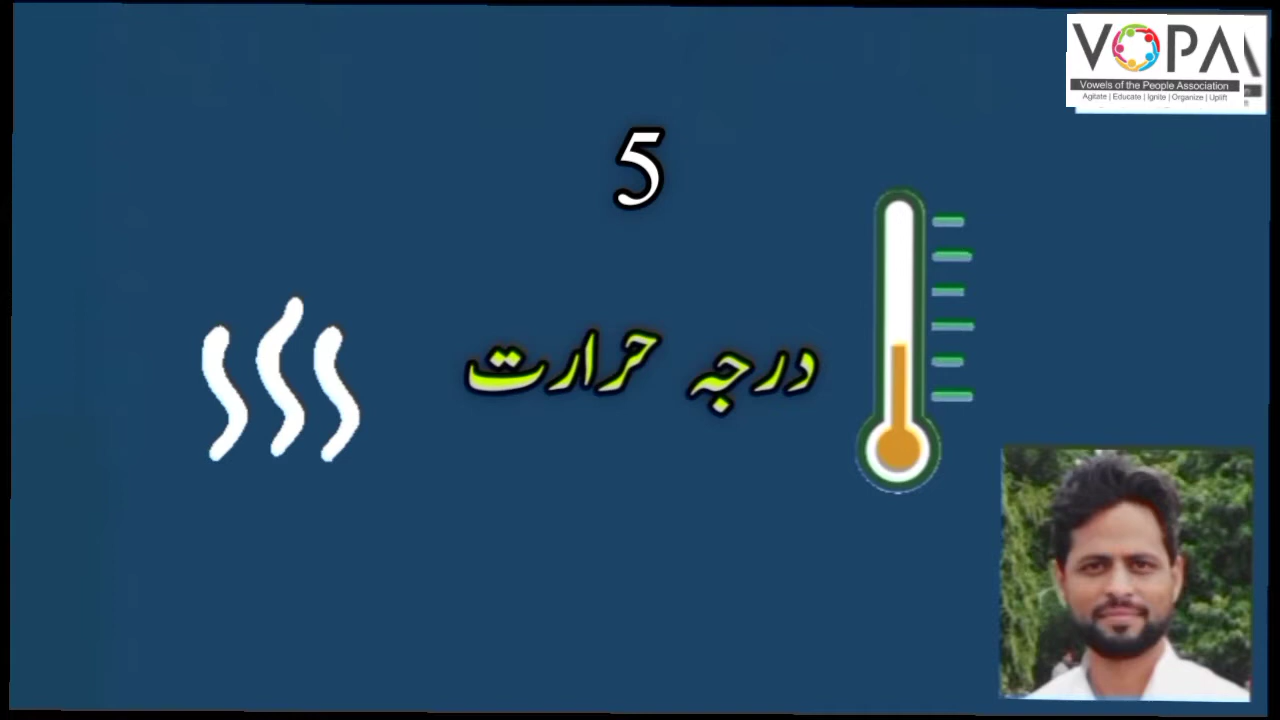 VOPA
Vowels of the People Association
Agitate | Educate | Ignite | Organize | Uplift
5
درجہ حرارت